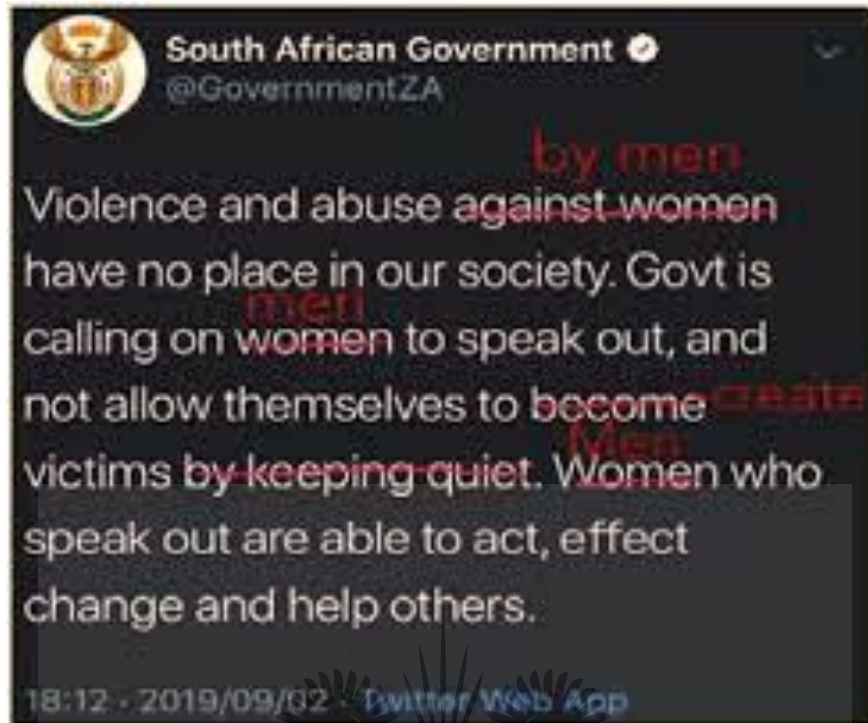 South African Government
@GovernmentZA
by men
Violence and abuse against women
have no place in our society. Govt is
men
calling on women to speak out, and
not allow themselves to become create
Men
victims by keeping quiet. Women who
speak out are able to act, effect
change and help others.
18:12 · 2019/09/02 · Twitter Web App